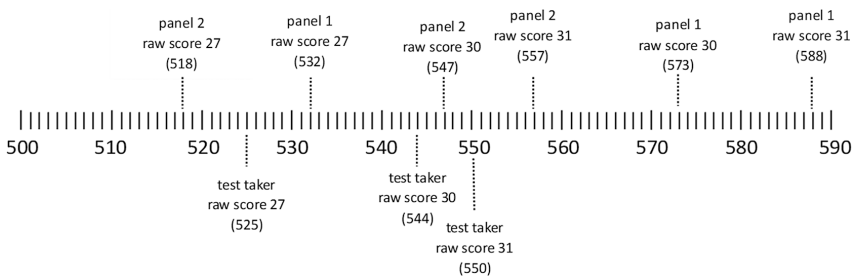 panel 2
raw score 27
(518)
panel 1
raw score 27
(532)
panel 2
raw score 30
(547)
panel 2
raw score 31
(557)
panel 1
raw score 30
(573)
panel 1
raw score 31
(588)
500 510 520 530 540 550 560 570 580 590
test taker
raw score 27
(525)
test taker
raw score 30
(544)
test taker
raw score 31
(550)